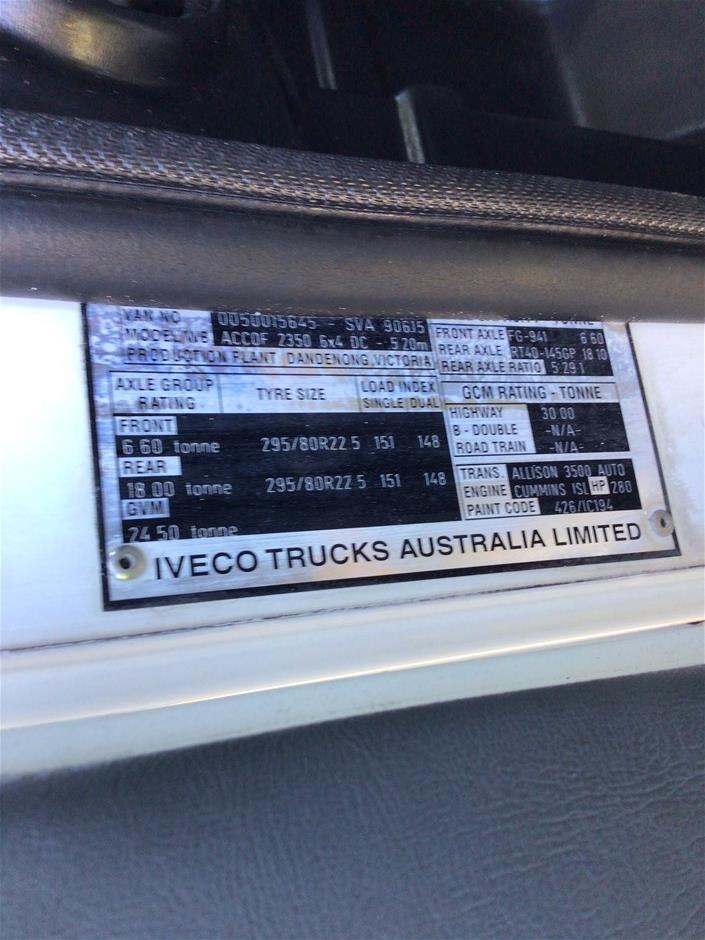 VAN NO 0050015645 - SVA 90615
MODEL/WB ACCOF 2350 6x4 DC - 5 20m
PRODUCTION PLANT DANDENONG, VICTORIA
TONNE
FRONT AXLE FG-941 6 60
REAR AXLE RT40-145GP 18 10
REAR AXLE RATIO 5 29 1
AXLE GROUP RATING TYRE SIZE LOAD INDEX SINGLE DUAL
FRONT
6 60 tonne 295/80R22 5 151 148
REAR
18 00 tonne 295/80R22 5 151 148
GVM
24 50 tonne
GCM RATING - TONNE
HIGHWAY 30 00
B - DOUBLE -N/A-
ROAD TRAIN -N/A-
TRANS. ALLISON 3500 AUTO
ENGINE CUMMINS ISL HP 280
PAINT CODE 426/IC194
IVECO TRUCKS AUSTRALIA LIMITED